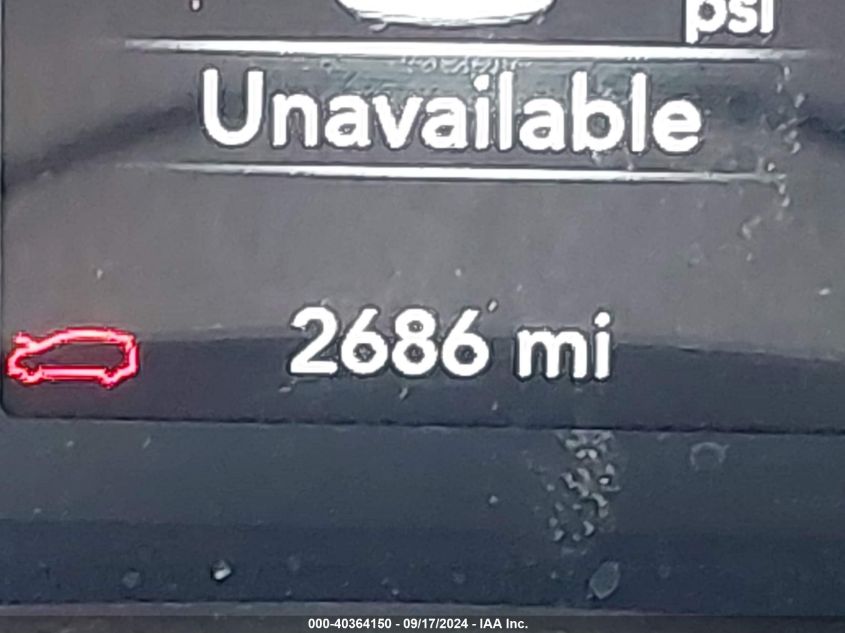 psi
Unavailable
2686 mi
000-40364150 - 09/17/2024 - IAA Inc.